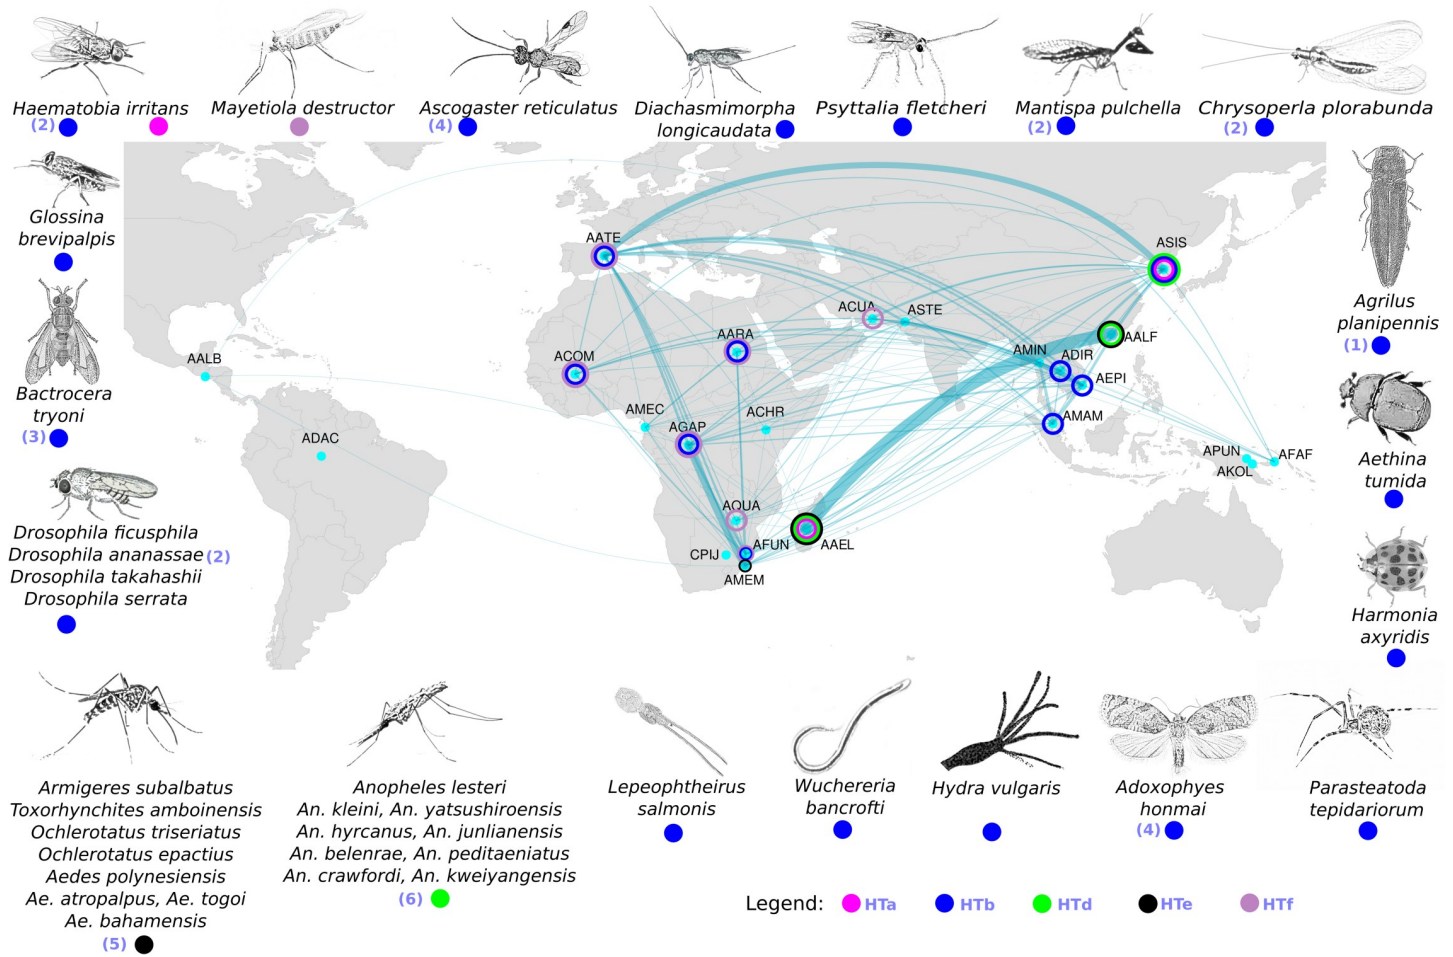 Haematobia irritans
(2)
Mayetiola destructor
Ascogaster reticulatus
(4)
Diachasmimorpha
longicaudata
Psyttalia fletcheri
Mantispa pulchella
(2)
Chrysoperla plorabunda
(2)
Glossina
brevipalpis
Bactrocera
tryoni
(3)
Drosophila ficusphila
Drosophila ananassae (2)
Drosophila takahashii
Drosophila serrata
AATE
ASIS
ACUA
ASTE
AARA
AALF
AMIN
ADIR
ACOM
AALB
AEPI
AMEC
ACHR
AMAM
AGAP
ADAC
APUN
AFAF
AKOL
AQUA
AFUN
AAEL
CPIJ
AMEM
Agrilus
planipennis
(1)
Aethina
tumida
Harmonia
axyridis
Armigeres subalbatus
Toxorhynchites amboinensis
Ochlerotatus triseriatus
Ochlerotatus epactius
Aedes polynesiensis
Ae. atropalpus, Ae. togoi
Ae. bahamensis
(5)
Anopheles lesteri
An. kleini, An. yatsushiroensis
An. hyrcanus, An. junlianensis
An. belenrae, An. peditaeniatus
An. crawfordi, An. kweiyangensis
(6)
Lepeophtheirus
salmonis
Wuchereria
bancrofti
Hydra vulgaris
Adoxophyes
honmai
(4)
Parasteatoda
tepidariorum
Legend: HTa HTb HTd HTe HTf